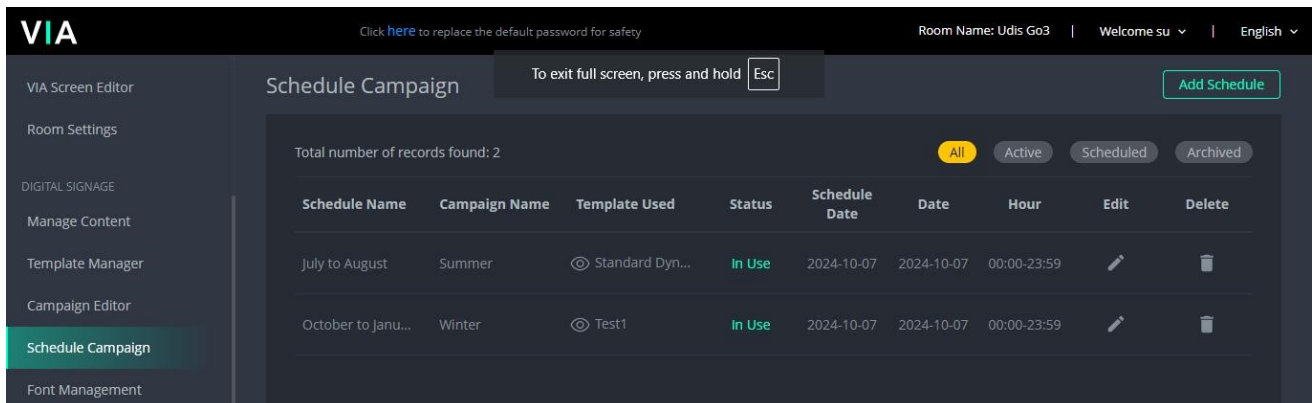 VIA
Click here to replace the default password for safety
Room Name: Udis Go3 | Welcome su | English
To exit full screen, press and hold Esc
VIA Screen Editor
Room Settings
DIGITAL SIGNAGE
Manage Content
Template Manager
Campaign Editor
Schedule Campaign
Font Management
Schedule Campaign
Add Schedule
Total number of records found: 2
All Active Scheduled Archived
Schedule Name Campaign Name Template Used Status Schedule Date Date Hour Edit Delete
July to August Summer Standard Dyn... In Use 2024-10-07 2024-10-07 00:00-23:59
October to Janu... Winter Test1 In Use 2024-10-07 2024-10-07 00:00-23:59